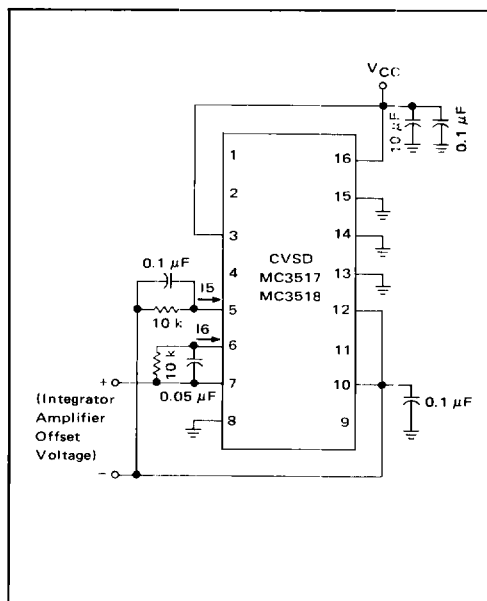 VCC
10 µF
0.1 µF
1
16
2
15
3
14
CVSD
MC3517
MC3518
0.1 µF
4
13
I5
5
12
10 k
I6
6
11
10 k
+
7
10
0.05 µF
0.1 µF
(Integrator
Amplifier
Offset
Voltage)
8
9
−